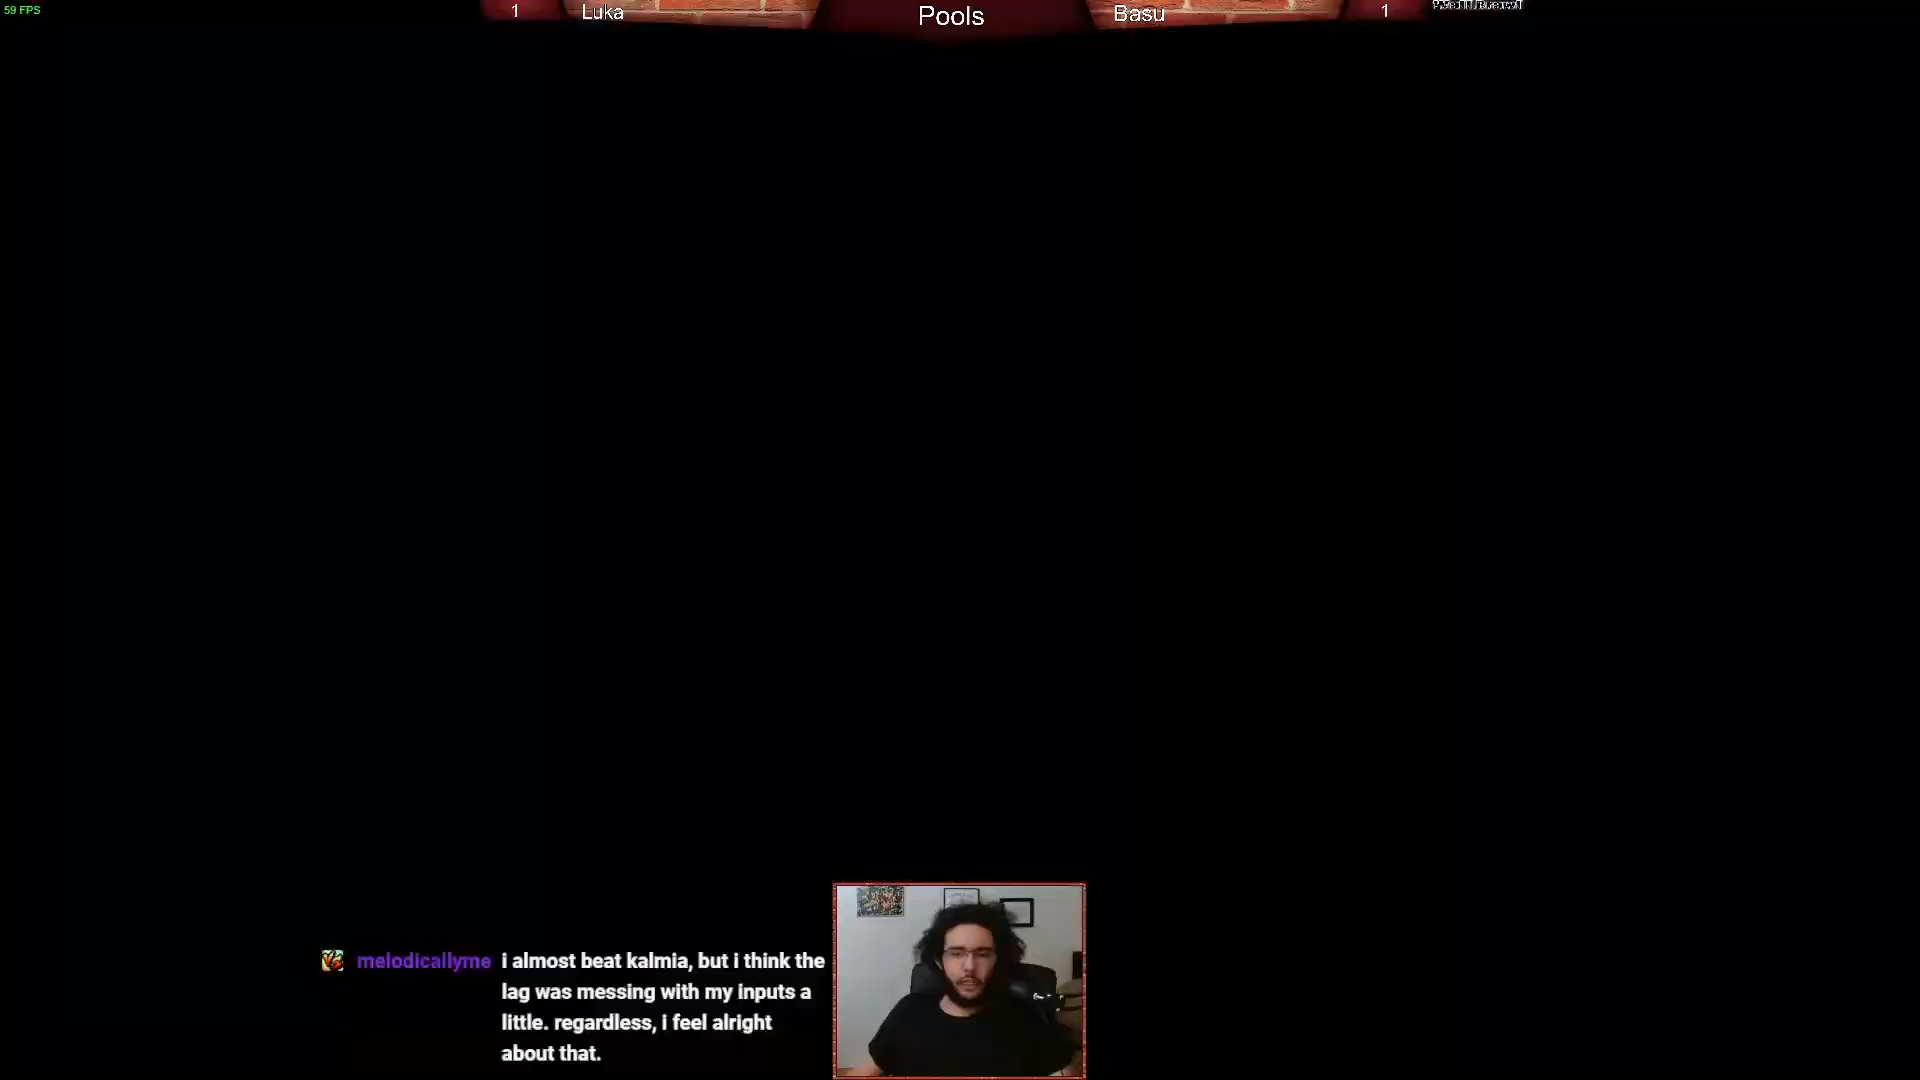 59 FPS
1 Luka Pools Basu 1
melodicallyme i almost beat kalmia, but i think the
lag was messing with my inputs a
little. regardless, i feel alright
about that.